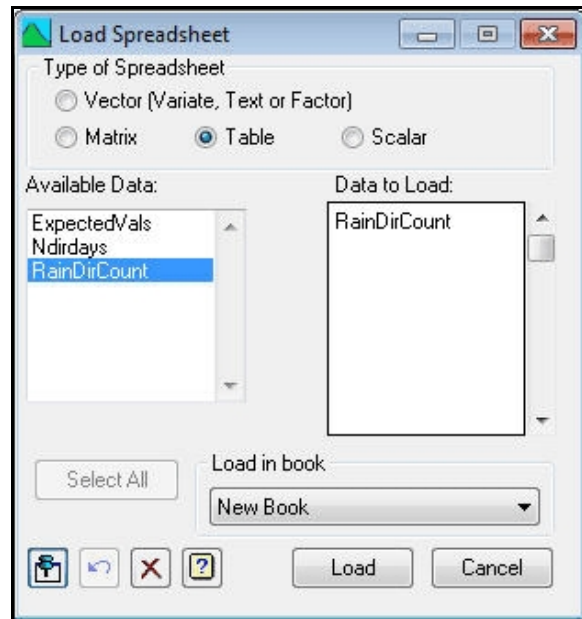 Load Spreadsheet
Type of Spreadsheet
Vector (Variate, Text or Factor)
Matrix Table Scalar
Available Data: Data to Load:
ExpectedVals RainDirCount
Ndirdays
RainDirCount
Select All
Load in book
New Book
? Load Cancel